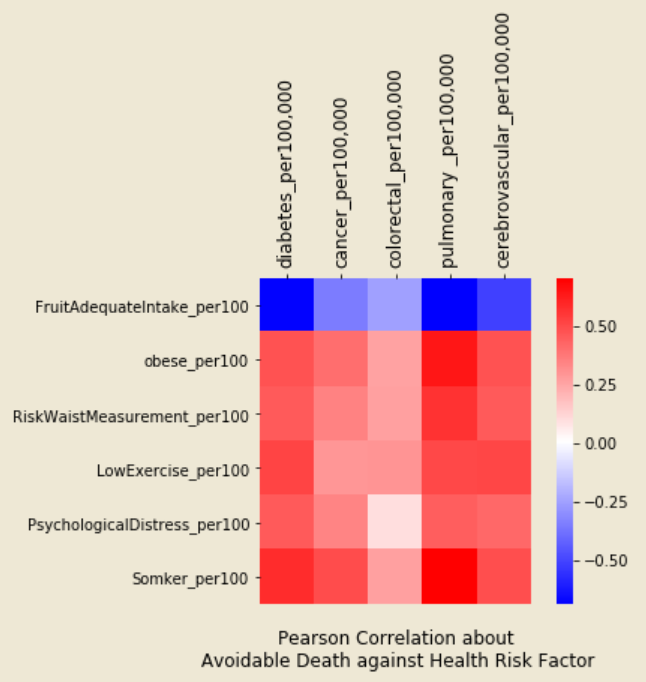 diabetes_per100,000
cancer_per100,000
colorectal_per100,000
pulmonary _per100,000
cerebrovascular_per100,000
FruitAdequateIntake_per100
obese_per100
RiskWaistMeasurement_per100
LowExercise_per100
PsychologicalDistress_per100
Somker_per100
0.50
0.25
0.00
−0.25
−0.50
Pearson Correlation about
Avoidable Death against Health Risk Factor